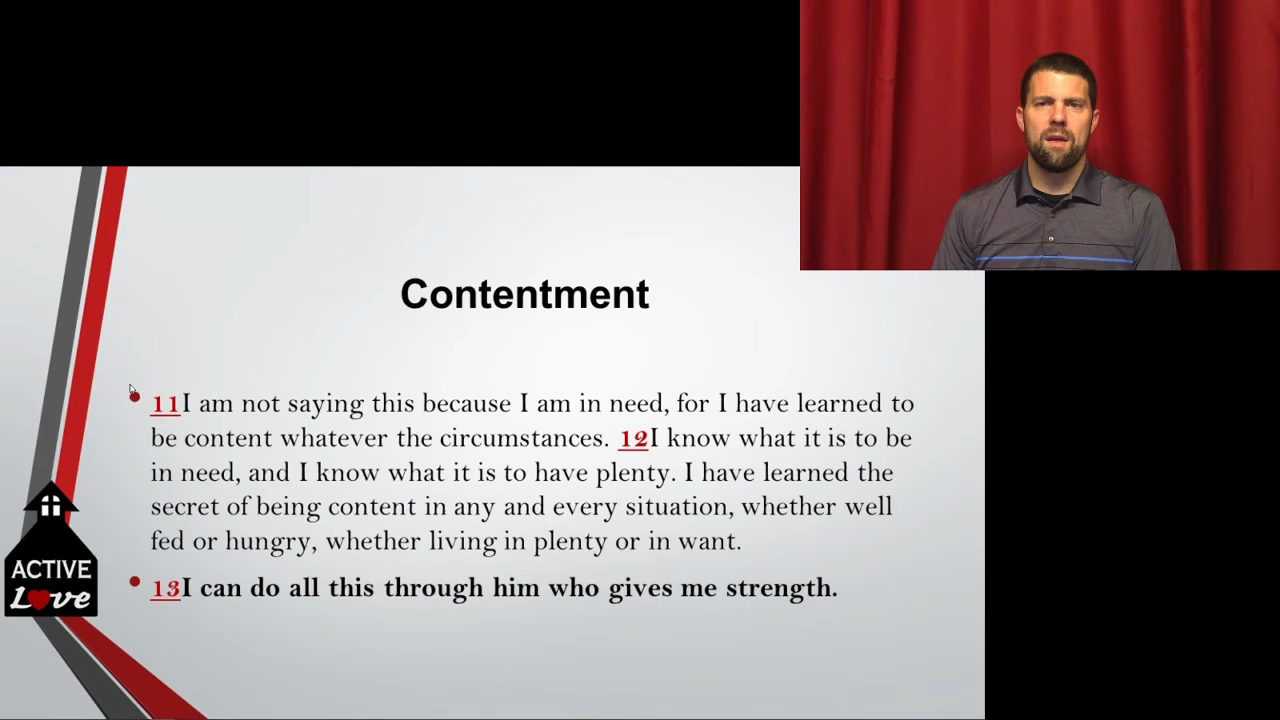 Contentment
11I am not saying this because I am in need, for I have learned to
be content whatever the circumstances. 12I know what it is to be
in need, and I know what it is to have plenty. I have learned the
secret of being content in any and every situation, whether well
fed or hungry, whether living in plenty or in want.
13I can do all this through him who gives me strength.
ACTIVE
Love